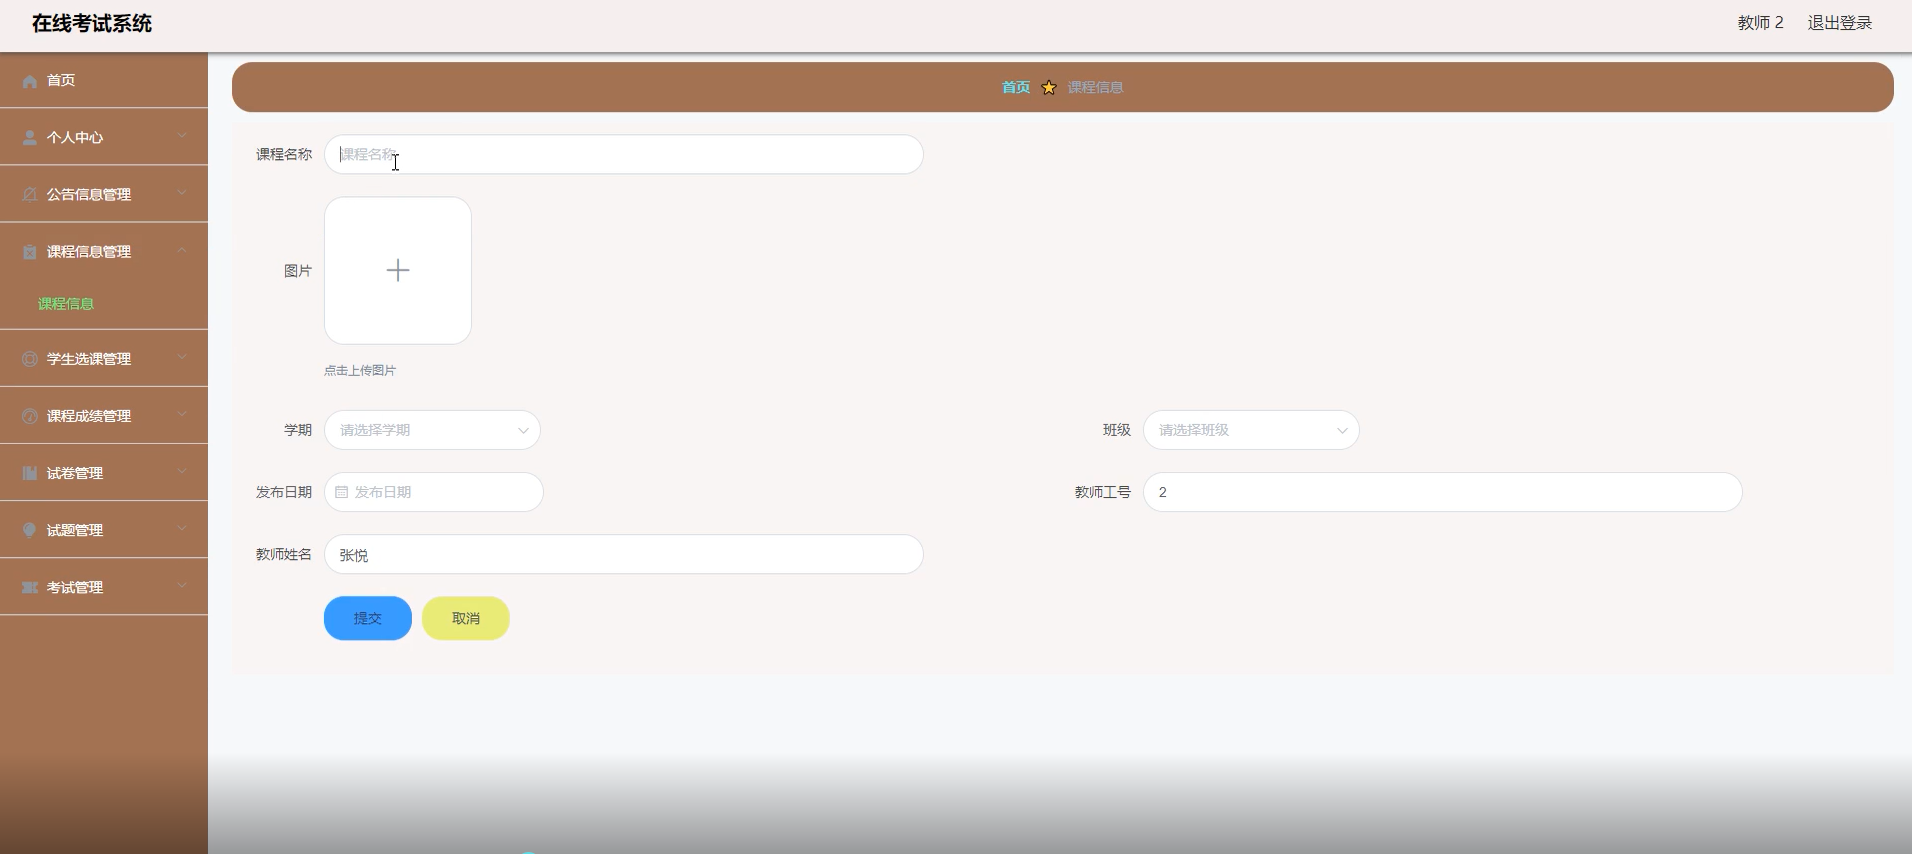 在线考试系统
教师 2 退出登录
首页
个人中心
公告信息管理
课程信息管理
课程信息
学生选课管理
课程成绩管理
试卷管理
试题管理
考试管理
首页 课程信息
课程名称 课程名称
图片
点击上传图片
学期 请选择学期 班级 请选择班级
发布日期 发布日期 教师工号 2
教师姓名 张悦
提交 取消